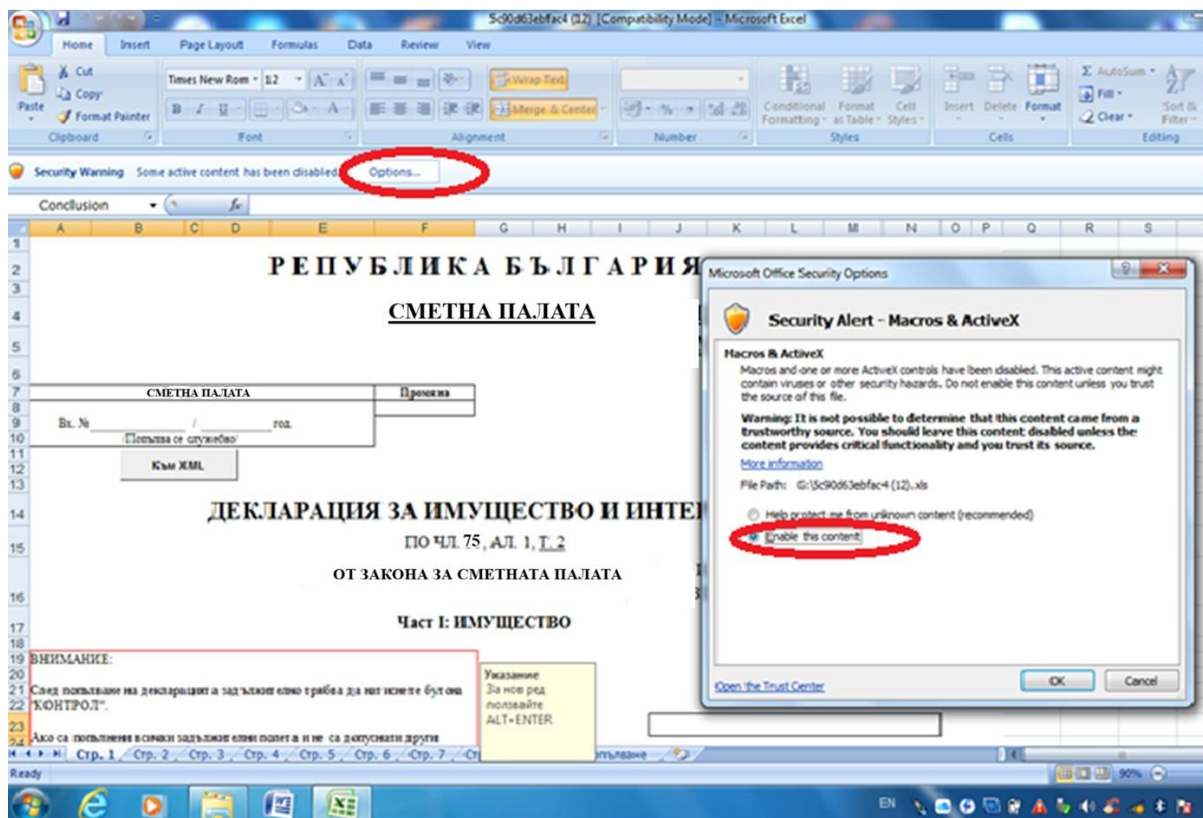 5c90d63ebffac4 (12) [Compatibility Mode] - Microsoft Excel
Home Insert Page Layout Formulas Data Review View
Paste
Cut
Copy
Format Painter
Clipboard
Times New Rom 12
Font
Wrap Text
Merge & Center
Alignment
Number
Conditional Formatting
Format as Table
Cell Styles
Styles
Insert Delete Format
Cells
AutoSum
Fill
Clear
Sort &
Filter
Editing
Security Warning Some active content has been disabled. Options...
Conclusion fx
A B C D E F G H I J K L M N O P Q R S
РЕПУБЛИКА БЪЛГАРИЯ
СМЕТНА ПАЛАТА
СМЕТНА ПАЛАТА Промяна
Вх. № / год.
/Попълва се служебно/
Към XML
ДЕКЛАРАЦИЯ ЗА ИМУЩЕСТВО И ИНТЕ
ПО ЧЛ. 75, АЛ. 1, Т. 2
ОТ ЗАКОНА ЗА СМЕТНАТА ПАЛАТА
Част I: ИМУЩЕСТВО
ВНИМАНИЕ:
След попълване на декларацията задължително трябва да натиснете бутона
"КОНТРОЛ".
Ако са попълнени всички задължителни полета и не са допуснати други
Указание
За нов ред
ползвайте
ALT+ENTER
Microsoft Office Security Options
Security Alert - Macros & ActiveX
Macros & ActiveX
Macros and one or more ActiveX controls have been disabled. This active content might
contain viruses or other security hazards. Do not enable this content unless you trust
the source of this file.
Warning: It is not possible to determine that this content came from a
trustworthy source. You should leave this content disabled unless the
content provides critical functionality and you trust its source.
More information
File Path: G:\5c90d63ebfac4 (12)..xls
Help protect me from unknown content (recommended)
Enable this content
Open the Trust Center
OK Cancel
Стр. 1 Стр. 2 Стр. 3 Стр. 4 Стр. 5 Стр. 6 Стр. 7
Ready
90%
EN